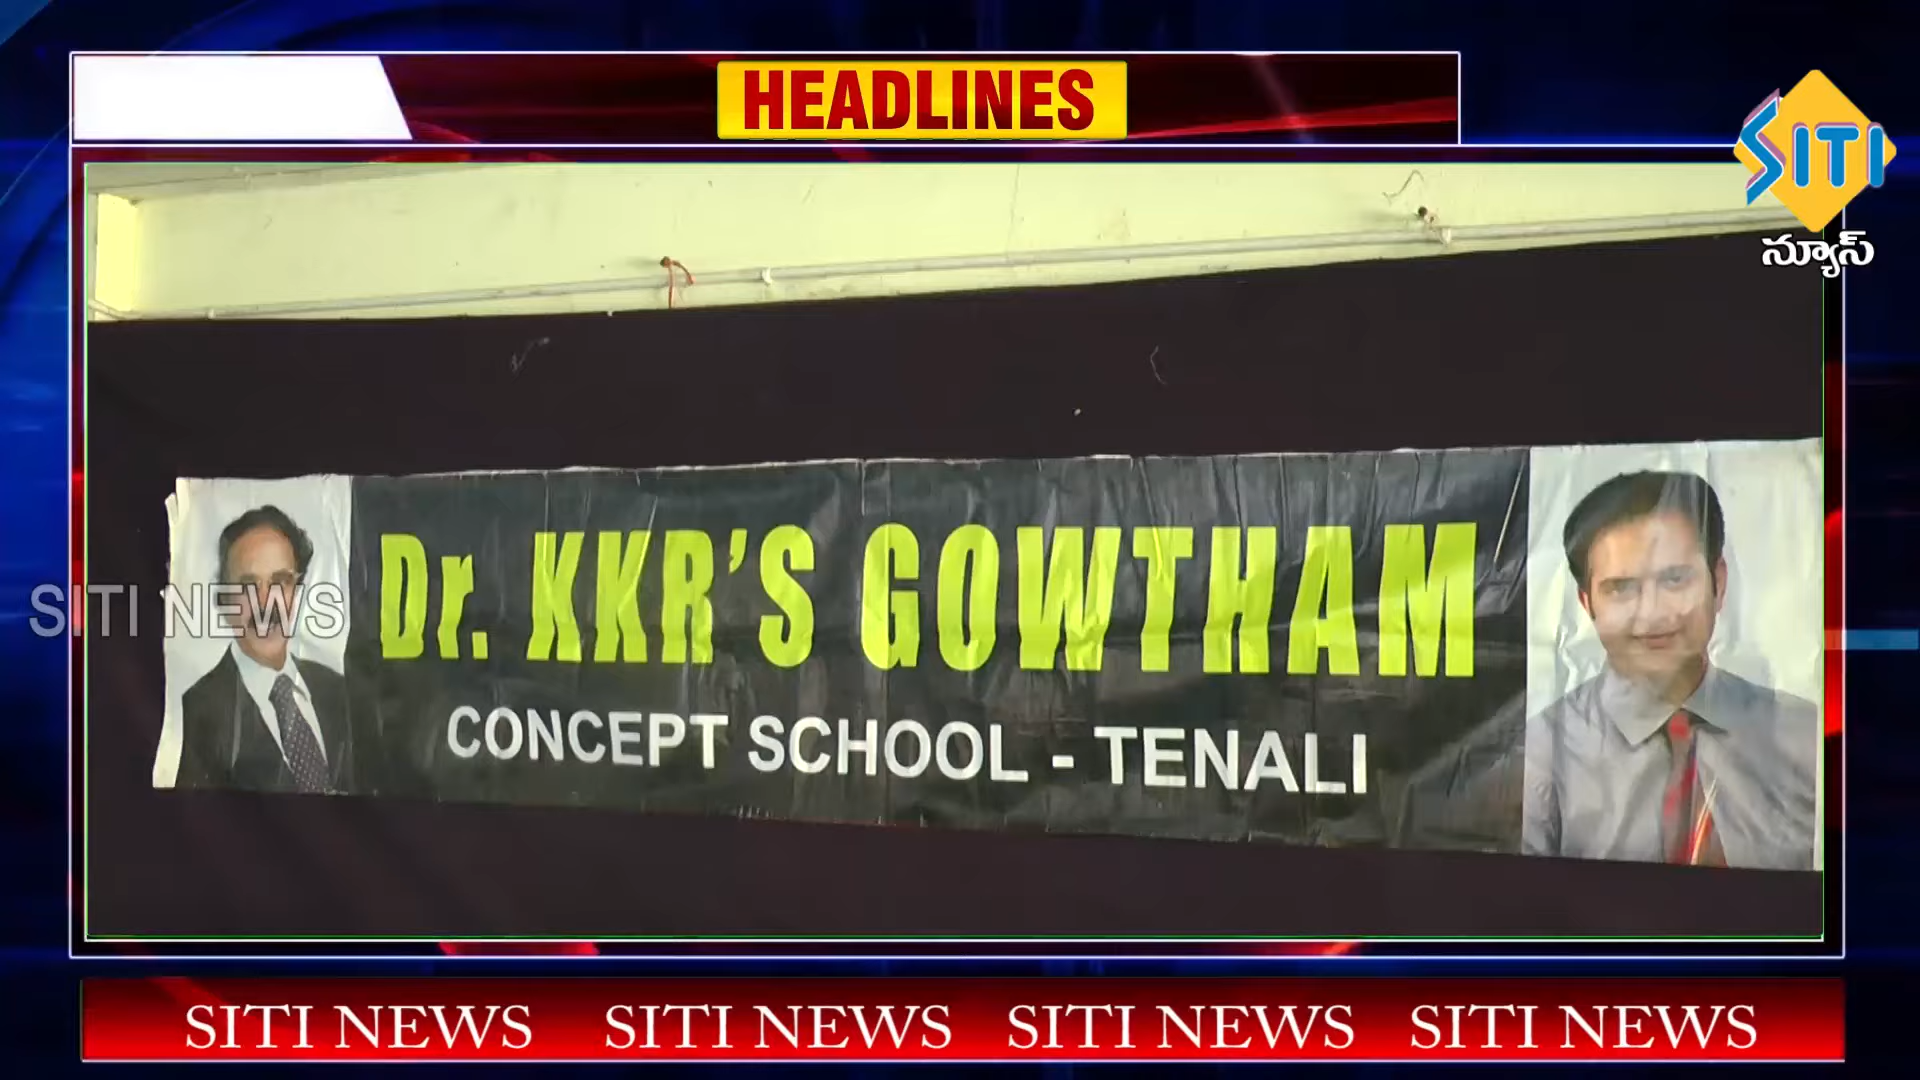 HEADLINES
SITI
న్యూస్
Dr. KKR'S GOWTHAM
CONCEPT SCHOOL - TENALI
SITI NEWS
SITI NEWS SITI NEWS SITI NEWS SITI NEWS